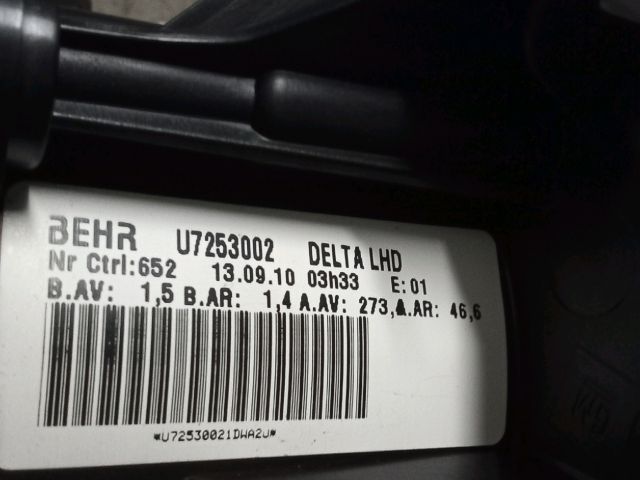 BEHR U7253002 DELTA LHD
Nr Ctrl:652 13.09.10 03h33 E:01
B.AV: 1,5 B.AR: 1,4 A.AV: 273, A.AR: 46,6
*U72530021DWA2U*